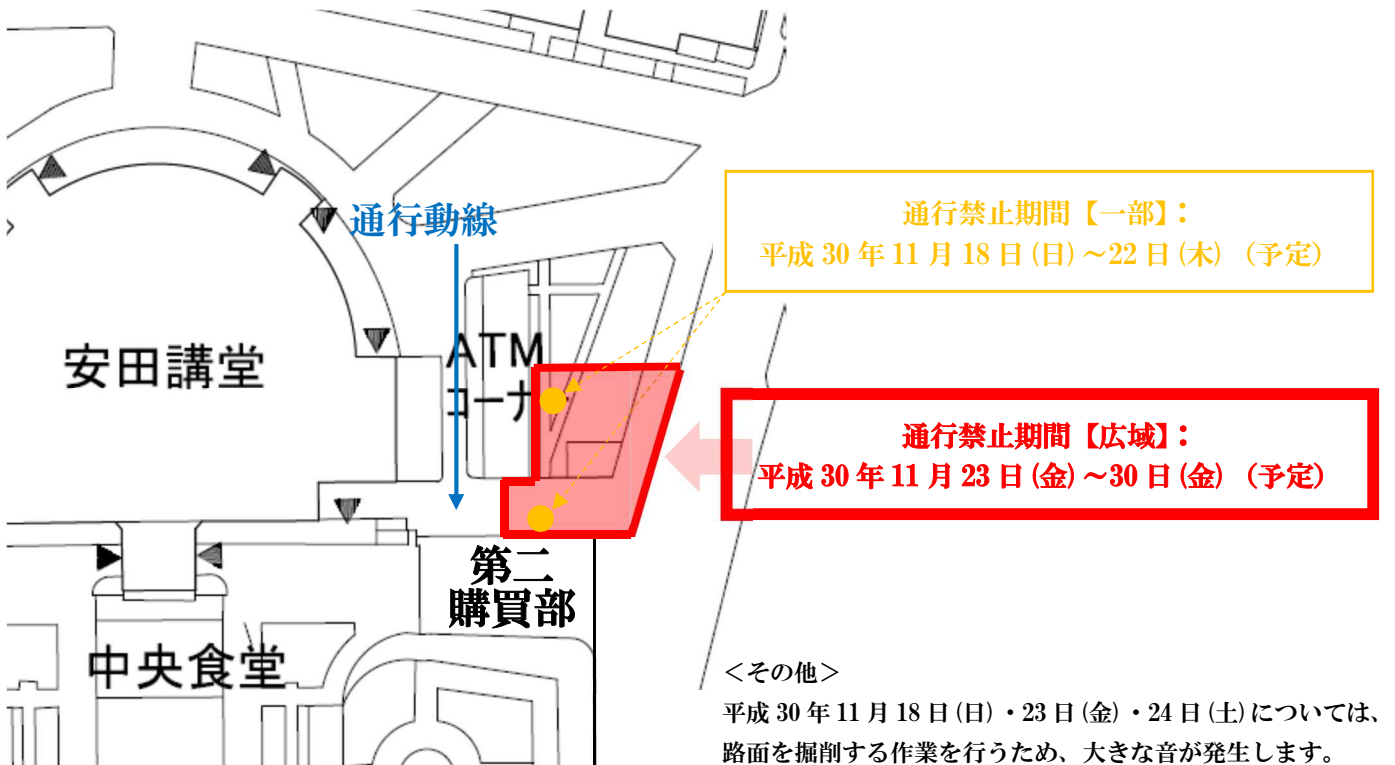 通行動線
通行禁止期間【一部】：
平成 30 年 11 月 18 日(日)～22 日(木) （予定）
安田講堂
ATM
コーナー
通行禁止期間【広域】：
平成 30 年 11 月 23 日(金)～30 日(金) （予定）
第二
購買部
中央食堂
＜その他＞
平成 30 年 11 月 18 日(日)・23 日(金)・24 日(土)については、
路面を掘削する作業を行うため、大きな音が発生します。